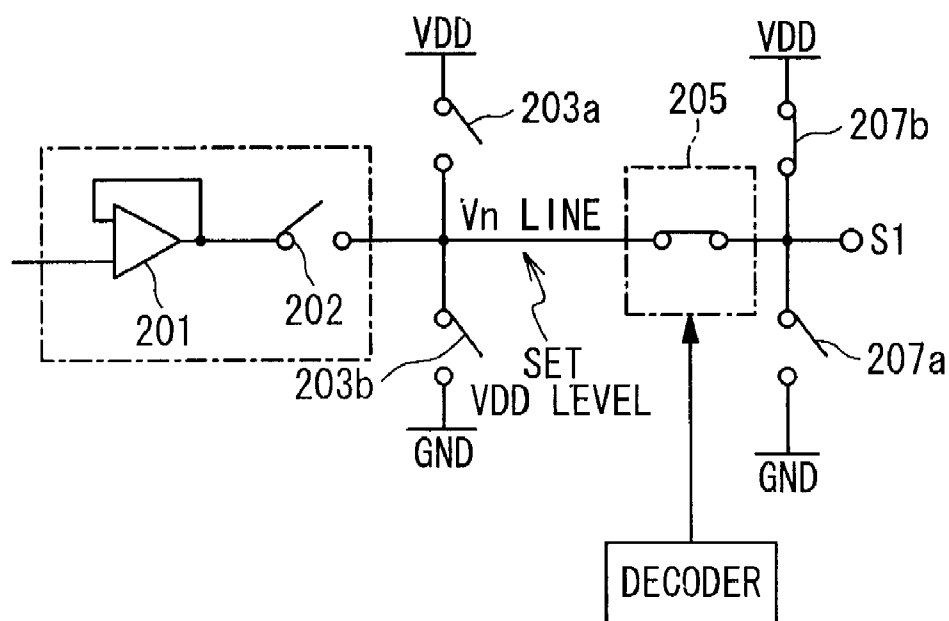 VDD
VDD
203a
205
207b
Vn LINE
S1
201
202
203b
SET
VDD LEVEL
207a
GND
GND
DECODER